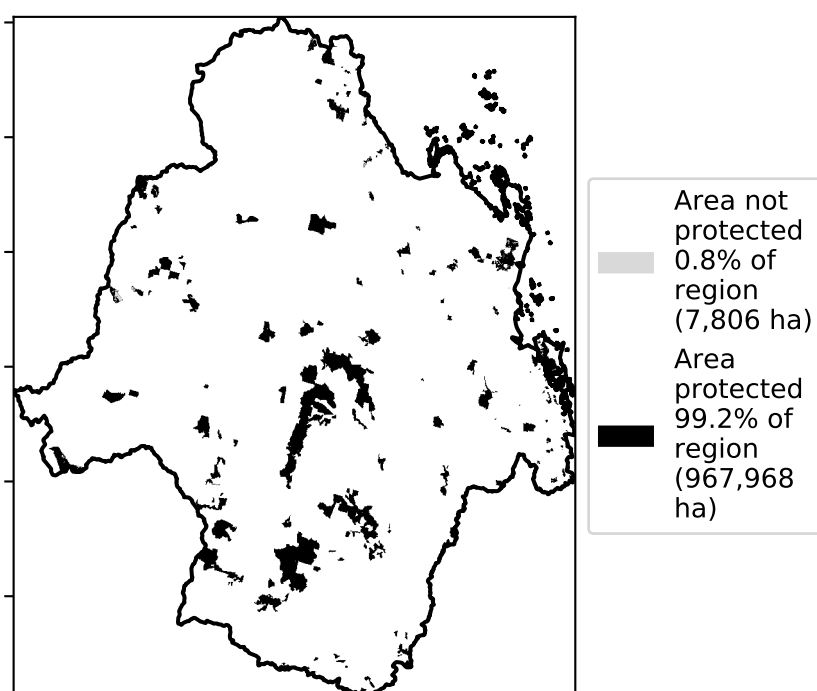 Area not
protected
0.8% of
region
(7,806 ha)
Area
protected
99.2% of
region
(967,968
ha)